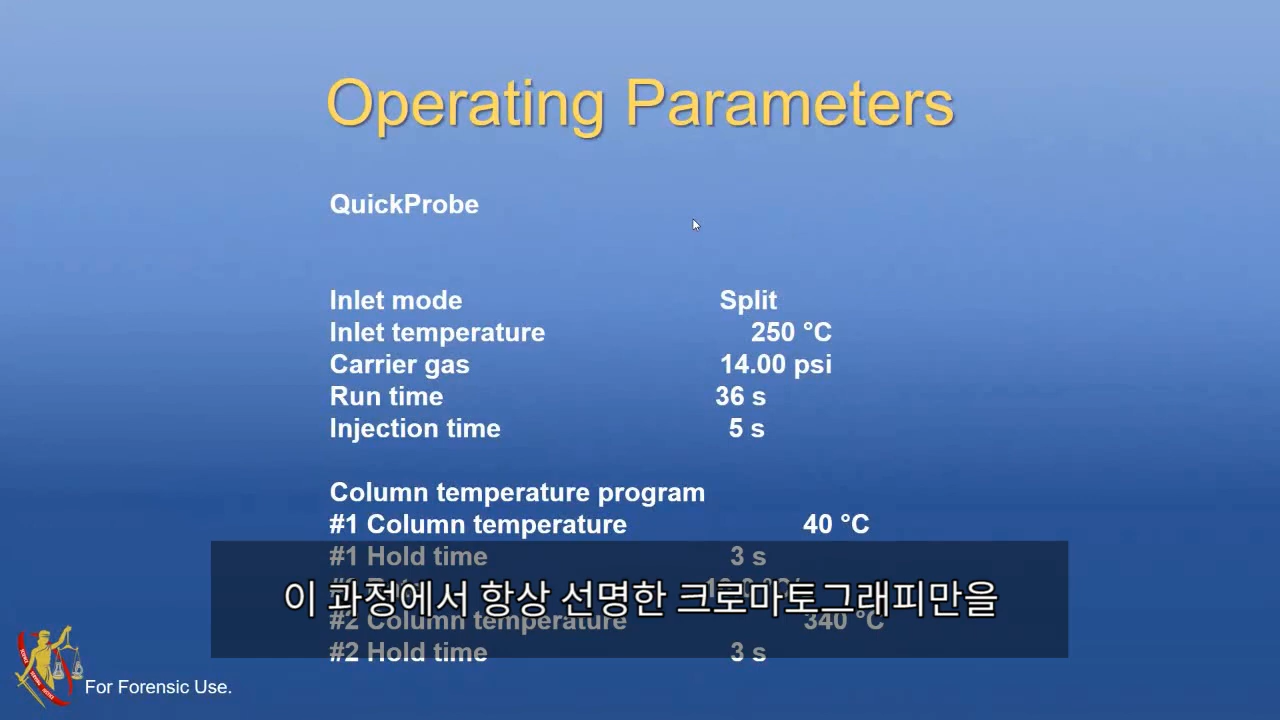 Operating Parameters
QuickProbe
Inlet mode Split
Inlet temperature 250 °C
Carrier gas 14.00 psi
Run time 36 s
Injection time 5 s
Column temperature program
#1 Column temperature 40 °C
#1 Hold time 3 s
이 과정에서 항상 선명한 크로마토그래피만을
#2 Column temperature 340 °C
#2 Hold time 3 s
For Forensic Use.